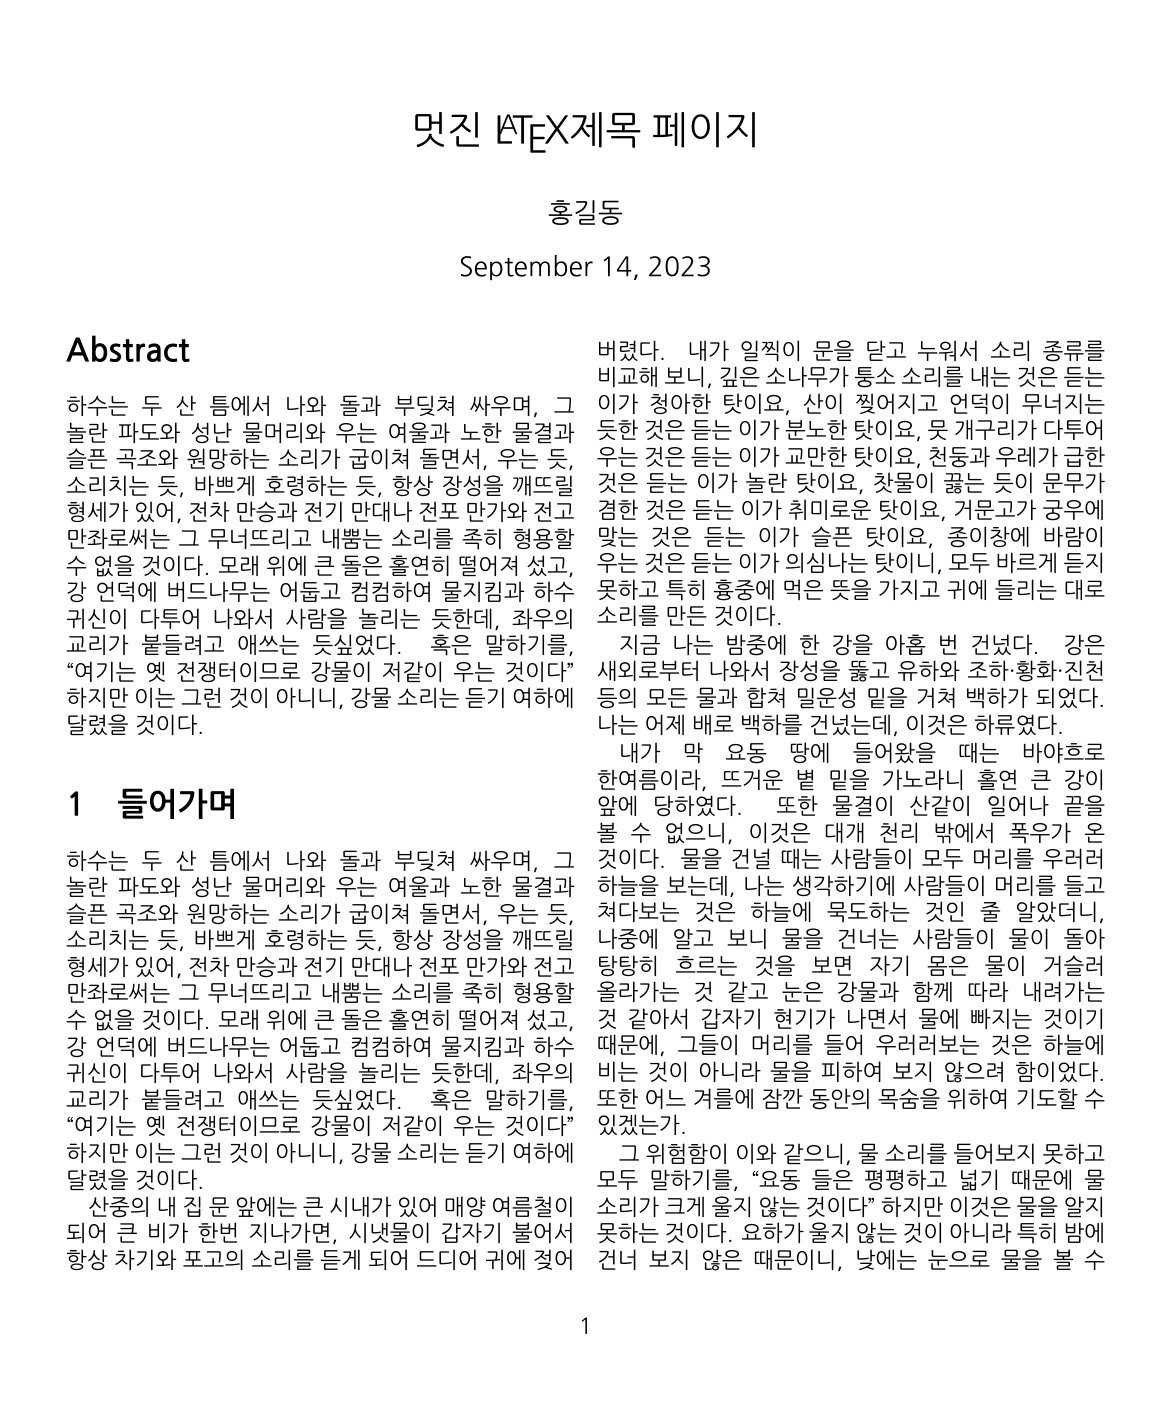 멋진 LATEX제목 페이지
홍길동
September 14, 2023
Abstract
하수는 두 산 틈에서 나와 돌과 부딪쳐 싸우며, 그
놀란 파도와 성난 물머리와 우는 여울과 노한 물결과
슬픈 곡조와 원망하는 소리가 굽이쳐 돌면서, 우는 듯,
소리치는 듯, 바쁘게 호령하는 듯, 항상 장성을 깨뜨릴
형세가 있어, 전차 만승과 전기 만대나 전포 만가와 전고
만좌로써는 그 무너뜨리고 내뿜는 소리를 족히 형용할
수 없을 것이다. 모래 위에 큰 돌은 홀연히 떨어져 섰고,
강 언덕에 버드나무는 어둡고 컴컴하여 물지킴과 하수
귀신이 다투어 나와서 사람을 놀리는 듯한데, 좌우의
교리가 붙들려고 애쓰는 듯싶었다. 혹은 말하기를,
“여기는 옛 전쟁터이므로 강물이 저같이 우는 것이다”
하지만 이는 그런 것이 아니니, 강물 소리는 듣기 여하에
달렸을 것이다.
1 들어가며
하수는 두 산 틈에서 나와 돌과 부딪쳐 싸우며, 그
놀란 파도와 성난 물머리와 우는 여울과 노한 물결과
슬픈 곡조와 원망하는 소리가 굽이쳐 돌면서, 우는 듯,
소리치는 듯, 바쁘게 호령하는 듯, 항상 장성을 깨뜨릴
형세가 있어, 전차 만승과 전기 만대나 전포 만가와 전고
만좌로써는 그 무너뜨리고 내뿜는 소리를 족히 형용할
수 없을 것이다. 모래 위에 큰 돌은 홀연히 떨어져 섰고,
강 언덕에 버드나무는 어둡고 컴컴하여 물지킴과 하수
귀신이 다투어 나와서 사람을 놀리는 듯한데, 좌우의
교리가 붙들려고 애쓰는 듯싶었다. 혹은 말하기를,
“여기는 옛 전쟁터이므로 강물이 저같이 우는 것이다”
하지만 이는 그런 것이 아니니, 강물 소리는 듣기 여하에
달렸을 것이다.
산중의 내 집 문 앞에는 큰 시내가 있어 매양 여름철이
되어 큰 비가 한번 지나가면, 시냇물이 갑자기 불어서
항상 차기와 포고의 소리를 듣게 되어 드디어 귀에 젖어
버렸다. 내가 일찍이 문을 닫고 누워서 소리 종류를
비교해 보니, 깊은 소나무가 퉁소 소리를 내는 것은 듣는
이가 청아한 탓이요, 산이 찢어지고 언덕이 무너지는
듯한 것은 듣는 이가 분노한 탓이요, 뭇 개구리가 다투어
우는 것은 듣는 이가 교만한 탓이요, 천둥과 우레가 급한
것은 듣는 이가 놀란 탓이요, 찻물이 끓는 듯이 문무가
겸한 것은 듣는 이가 취미로운 탓이요, 거문고가 궁우에
맞는 것은 듣는 이가 슬픈 탓이요, 종이창에 바람이
우는 것은 듣는 이가 의심나는 탓이니, 모두 바르게 듣지
못하고 특히 흉중에 먹은 뜻을 가지고 귀에 들리는 대로
소리를 만든 것이다.
지금 나는 밤중에 한 강을 아홉 번 건넜다. 강은
새외로부터 나와서 장성을 뚫고 유하와 조하·황화·진천
등의 모든 물과 합쳐 밀운성 밑을 거쳐 백하가 되었다.
나는 어제 배로 백하를 건넜는데, 이것은 하류였다.
내가 막 요동 땅에 들어왔을 때는 바야흐로
한여름이라, 뜨거운 볕 밑을 가노라니 홀연 큰 강이
앞에 당하였다. 또한 물결이 산같이 일어나 끝을
볼 수 없으니, 이것은 대개 천리 밖에서 폭우가 온
것이다. 물을 건널 때는 사람들이 모두 머리를 우러러
하늘을 보는데, 나는 생각하기에 사람들이 머리를 들고
쳐다보는 것은 하늘에 묵도하는 것인 줄 알았더니,
나중에 알고 보니 물을 건너는 사람들이 물이 돌아
탕탕히 흐르는 것을 보면 자기 몸은 물이 거슬러
올라가는 것 같고 눈은 강물과 함께 따라 내려가는
것 같아서 갑자기 현기가 나면서 물에 빠지는 것이기
때문에, 그들이 머리를 들어 우러러보는 것은 하늘에
비는 것이 아니라 물을 피하여 보지 않으려 함이었다.
또한 어느 겨를에 잠깐 동안의 목숨을 위하여 기도할 수
있겠는가.
그 위험함이 이와 같으니, 물 소리를 들어보지 못하고
모두 말하기를, “요동 들은 평평하고 넓기 때문에 물
소리가 크게 울지 않는 것이다” 하지만 이것은 물을 알지
못하는 것이다. 요하가 울지 않는 것이 아니라 특히 밤에
건너 보지 않은 때문이니, 낮에는 눈으로 물을 볼 수
1